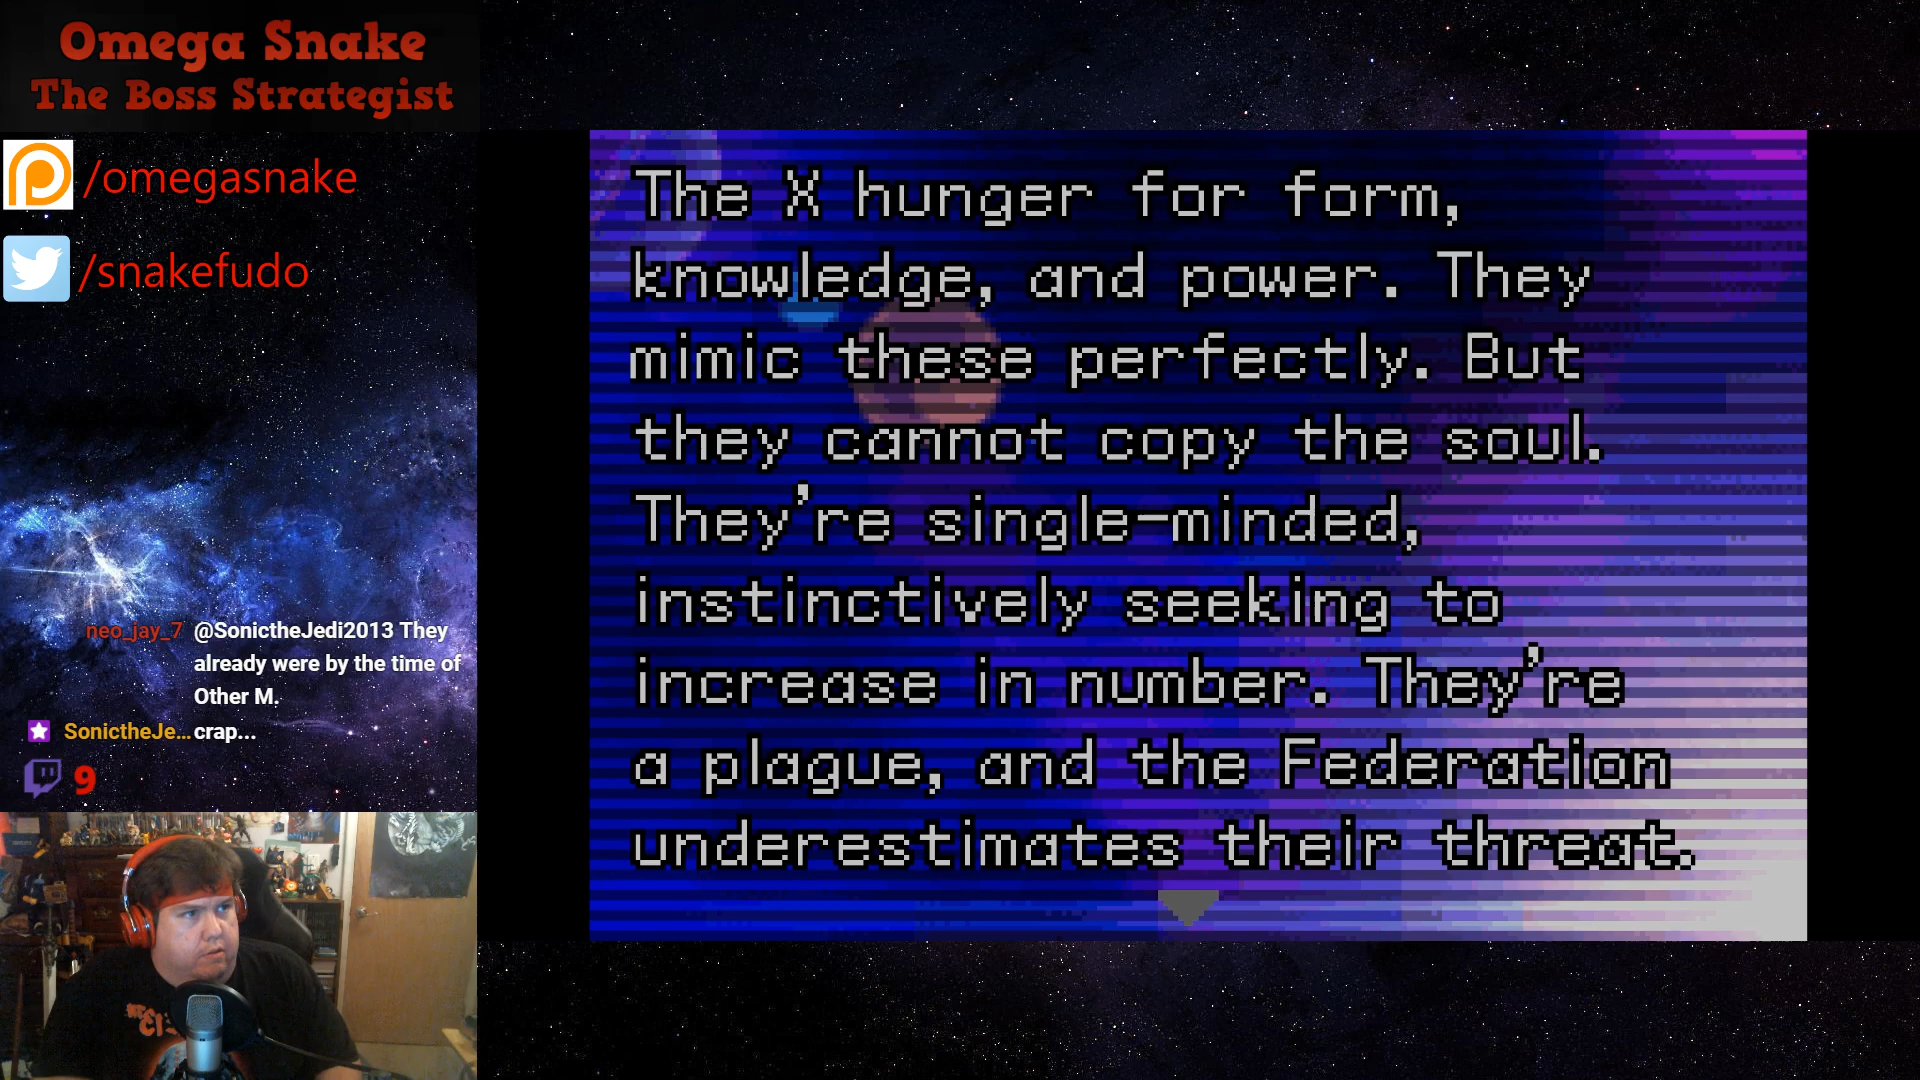 Omega Snake
The Boss Strategist
/omegasnake
/snakefudo
neo_jay_7 @SonictheJedi2013 They
already were by the time of
Other M.
SonictheJe... crap...
9
The X hunger for form,
knowledge, and power. They
mimic these perfectly. But
they cannot copy the soul.
They're single-minded,
instinctively seeking to
increase in number. They're
a plague, and the Federation
underestimates their threat.